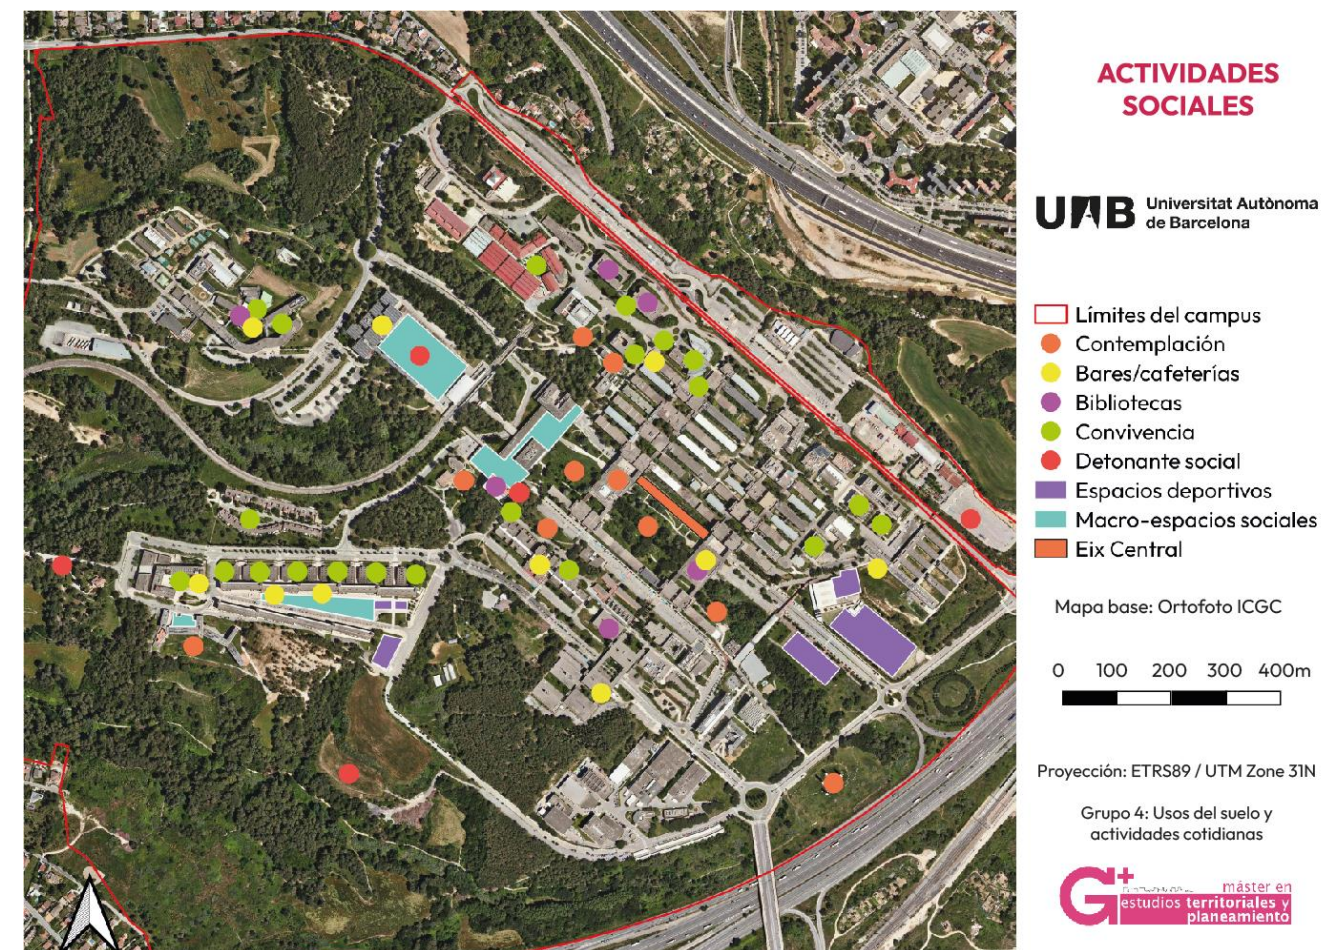 ACTIVIDADES
SOCIALES
UAB Universitat Autònoma
de Barcelona
Límites del campus
Contemplación
Bares/cafeterías
Bibliotecas
Convivencia
Detonante social
Espacios deportivos
Macro-espacios sociales
Eix Central
Mapa base: Ortofoto ICGC
0 100 200 300 400m
Proyección: ETRS89 / UTM Zone 31N
Grupo 4: Usos del suelo y
actividades cotidianas
G+
máster en
estudios territoriales y
planeamiento